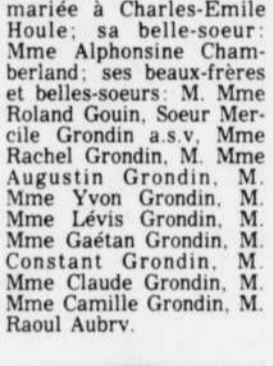 mariée à Charles-Emile
Houle; sa belle-soeur:
Mme Alphonsine Cham-
berland; ses beaux-frères
et belles-soeurs: M. Mme
Roland Gouin, Soeur Mer-
cile Grondin a.s.v, Mme
Rachel Grondin, M. Mme
Augustin Grondin, M.
Mme Yvon Grondin, M.
Mme Lévis Grondin, M.
Mme Gaétan Grondin, M.
Constant Grondin, M.
Mme Claude Grondin, M.
Mme Camille Grondin, M.
Raoul Aubry.